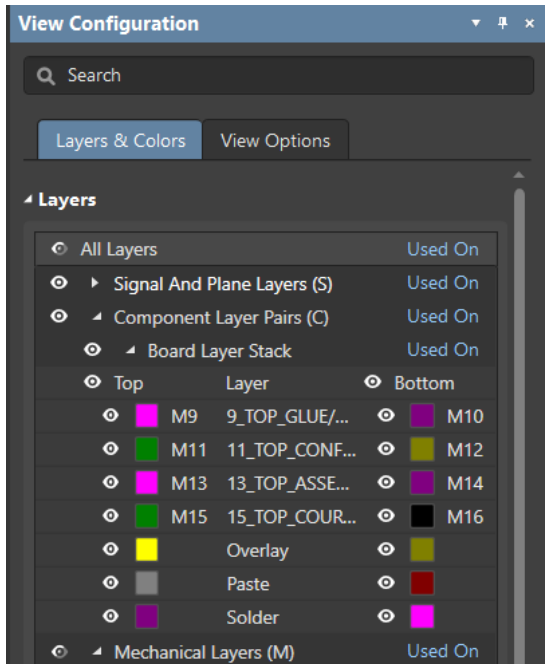 View Configuration
Search
Layers & Colors View Options
Layers
All Layers Used On
Signal And Plane Layers (S) Used On
Component Layer Pairs (C) Used On
Board Layer Stack Used On
Top Layer Bottom
M9 9_TOP_GLUE/... M10
M11 11_TOP_CONF... M12
M13 13_TOP_ASSE... M14
M15 15_TOP_COUR... M16
Overlay
Paste
Solder
Mechanical Layers (M) Used On